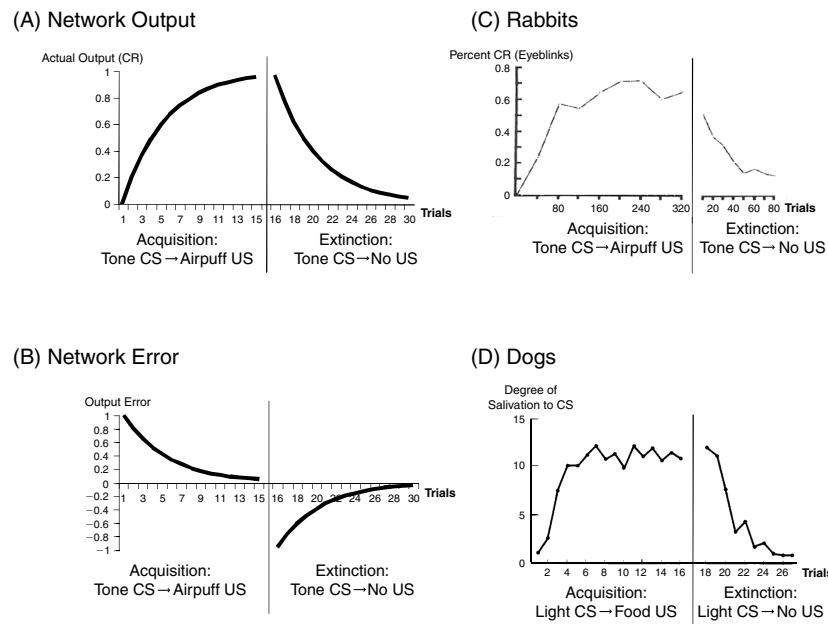 (A) Network Output
Actual Output (CR)
1
0.8
0.6
0.4
0.2
0
1 3 5 7 9 11 13 15 16 18 20 22 24 26 28 30 Trials
Acquisition: Extinction:
Tone CS→Airpuff US Tone CS→No US
(C) Rabbits
Percent CR (Eyeblinks)
0.8
0.6
0.4
0.2
0
80 160 240 320 20 40 60 80 Trials
Acquisition: Extinction:
Tone CS→Airpuff US Tone CS→No US
(B) Network Error
Output Error
1
0.8
0.6
0.4
0.2
0
−0.2
−0.4
−0.6
−0.8
−1
1 3 5 7 9 11 13 15 16 18 20 22 24 26 28 30 Trials
Acquisition: Extinction:
Tone CS→Airpuff US Tone CS→No US
(D) Dogs
Degree of
Salivation to CS
15
10
5
0
2 4 6 8 10 12 14 16 18 20 22 24 26 Trials
Acquisition: Extinction:
Light CS→Food US Light CS→No US